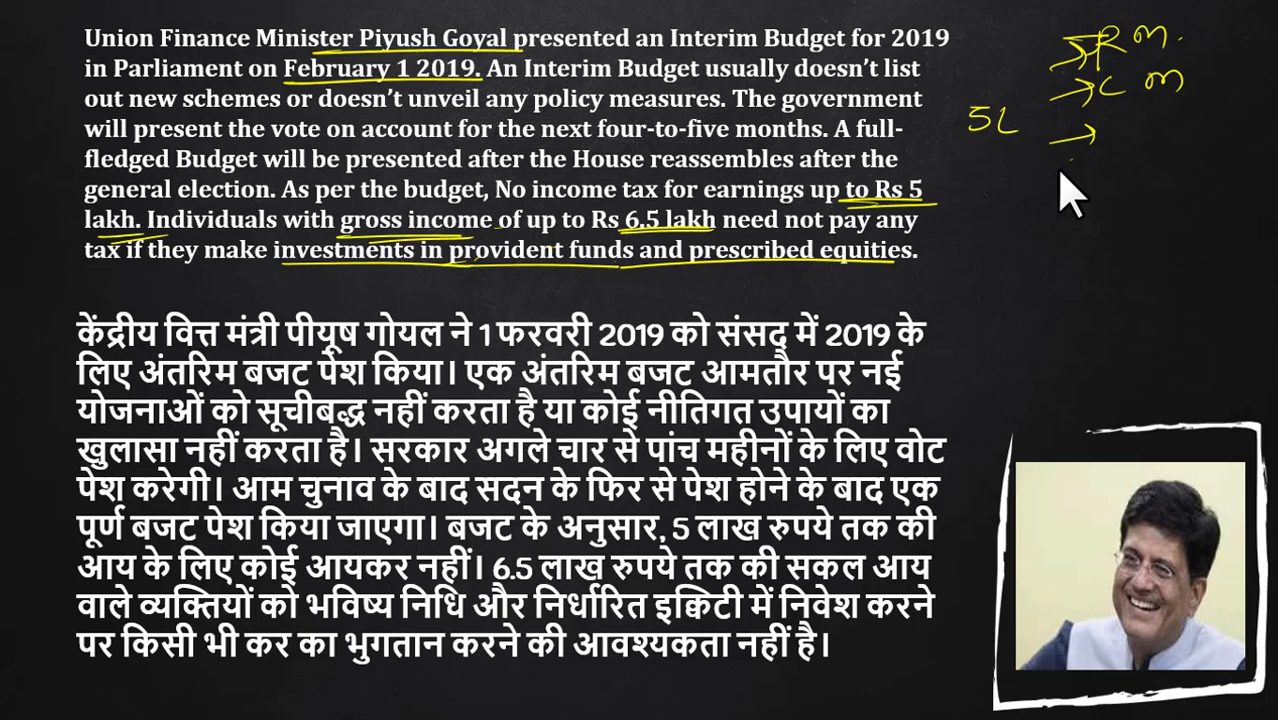 Union Finance Minister Piyush Goyal presented an Interim Budget for 2019
in Parliament on February 1 2019. An Interim Budget usually doesn't list
out new schemes or doesn't unveil any policy measures. The government
will present the vote on account for the next four-to-five months. A full-
fledged Budget will be presented after the House reassembles after the
general election. As per the budget, No income tax for earnings up to Rs 5
lakh. Individuals with gross income of up to Rs 6.5 lakh need not pay any
tax if they make investments in provident funds and prescribed equities.
R M.
C M
5L
केंद्रीय वित्त मंत्री पीयूष गोयल ने 1 फरवरी 2019 को संसद में 2019 के
लिए अंतरिम बजट पेश किया। एक अंतरिम बजट आमतौर पर नई
योजनाओं को सूचीबद्ध नहीं करता है या कोई नीतिगत उपायों का
खुलासा नहीं करता है। सरकार अगले चार से पांच महीनों के लिए वोट
पेश करेगी। आम चुनाव के बाद सदन के फिर से पेश होने के बाद एक
पूर्ण बजट पेश किया जाएगा। बजट के अनुसार, 5 लाख रुपये तक की
आय के लिए कोई आयकर नहीं। 6.5 लाख रुपये तक की सकल आय
वाले व्यक्तियों को भविष्य निधि और निर्धारित इक्विटी में निवेश करने
पर किसी भी कर का भुगतान करने की आवश्यकता नहीं है।